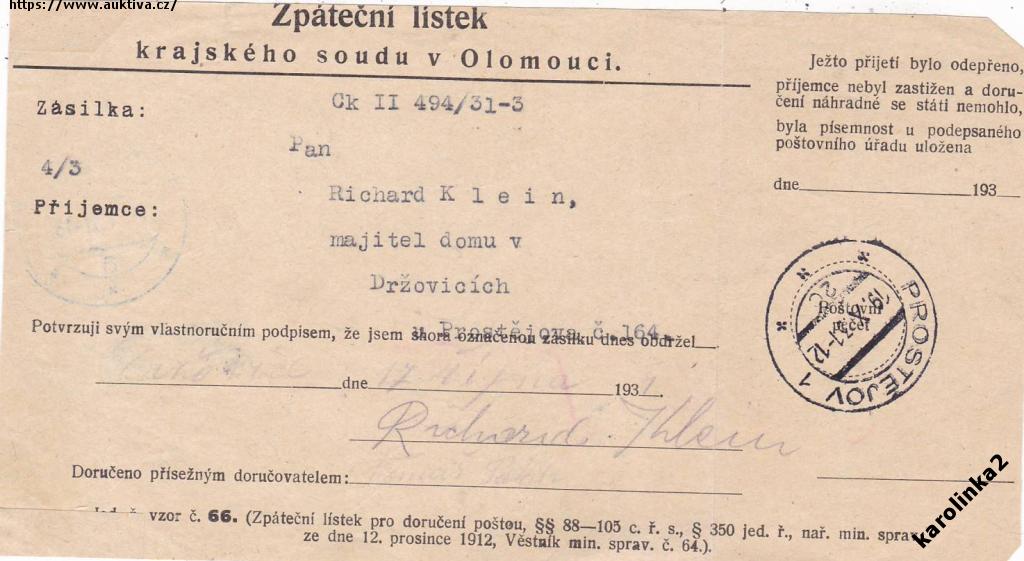 https://www.auktiva.cz/
Zpáteční lístek
krajského soudu v Olomouci.
Zásilka:
Ck II 494/31-3
4/3
Pan
Příjemce:
Richard Klein,
majitel domu v
Držovicích
u Prostějova č.164.
Potvrzuji svým vlastnoručním podpisem, že jsem shora označenou zásilku dnes obdržel
dne 17 října 1931
Richard Klein
Doručeno přísežným doručovatelem:
vzor č. 66. (Zpáteční lístek pro doručení poštou, §§ 88—105 c. ř. s., § 350 jed. ř., nař. min. sprav.
ze dne 12. prosince 1912, Věstník min. sprav. č. 64.).
Ježto přijetí bylo odepřeno,
příjemce nebyl zastižen a doru-
čení náhradné se státi nemohlo,
byla písemnost u podepsaného
poštovního úřadu uložena
dne 193
Poštovní
PROSTĚJOV 1
karolinka2